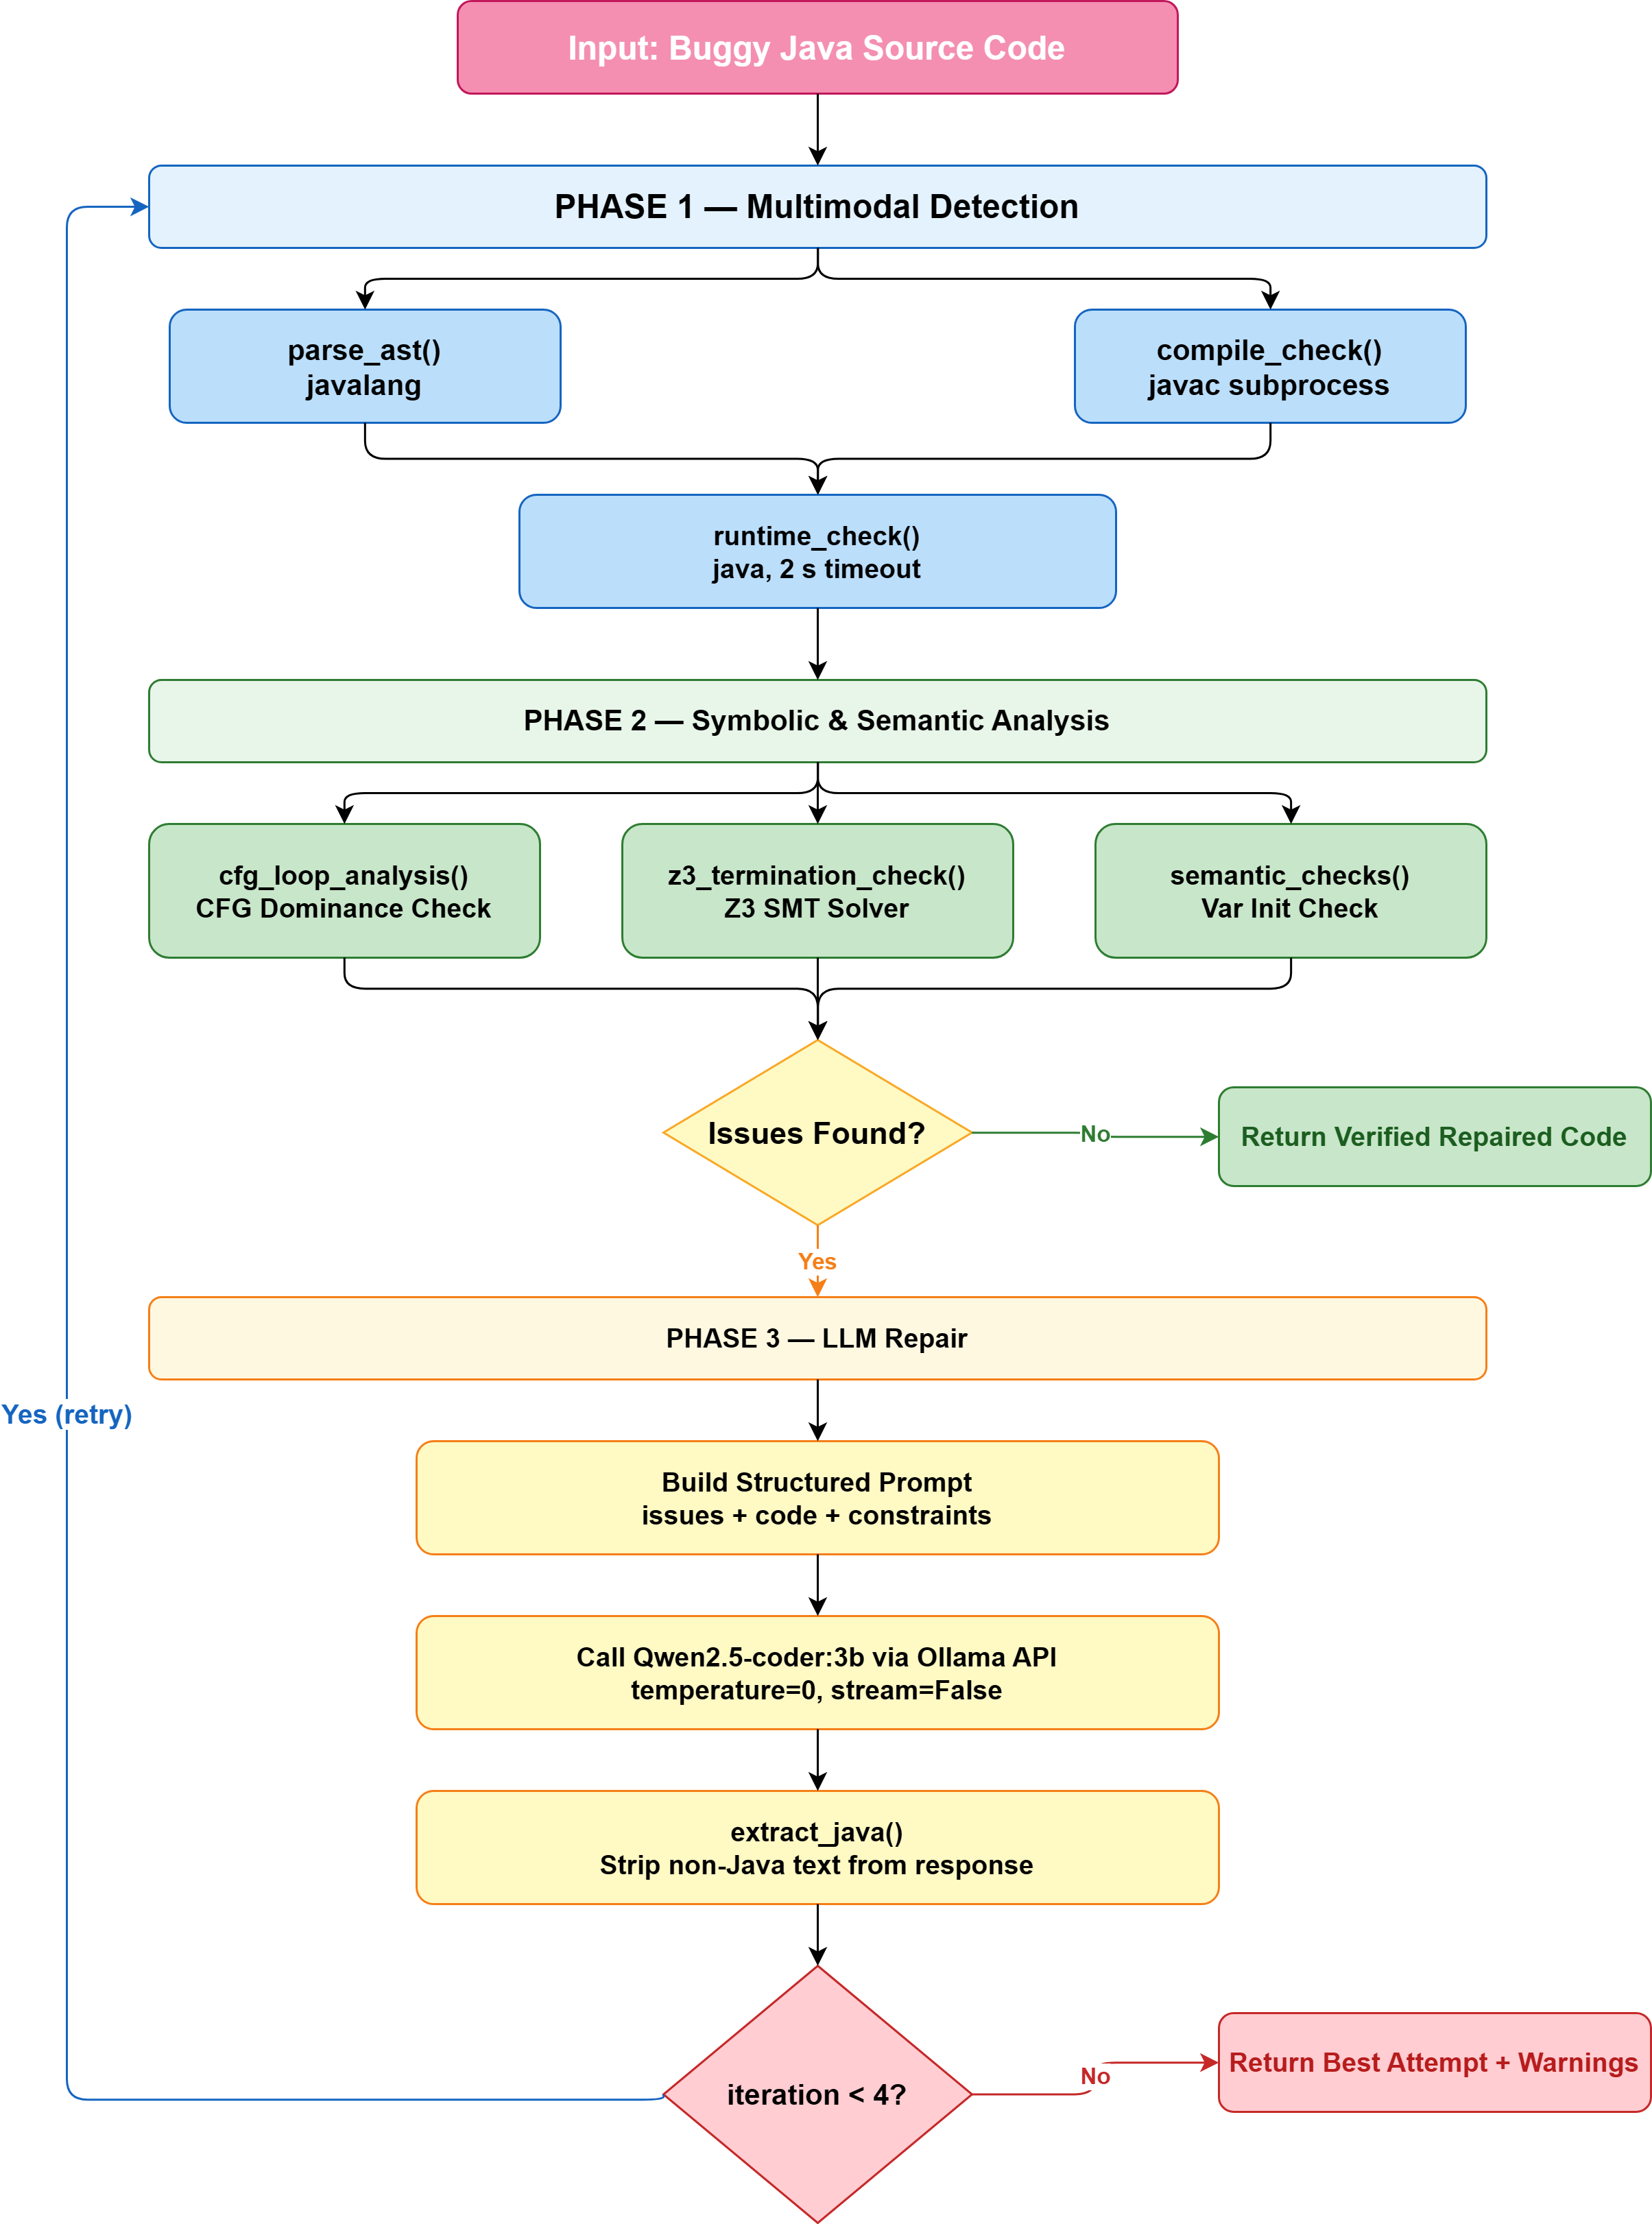 Input: Buggy Java Source Code
PHASE 1 — Multimodal Detection
parse_ast()
javalang
compile_check()
javac subprocess
runtime_check()
java, 2 s timeout
PHASE 2 — Symbolic & Semantic Analysis
cfg_loop_analysis()
CFG Dominance Check
z3_termination_check()
Z3 SMT Solver
semantic_checks()
Var Init Check
Issues Found?
No
Return Verified Repaired Code
Yes
PHASE 3 — LLM Repair
Yes (retry)
Build Structured Prompt
issues + code + constraints
Call Qwen2.5-coder:3b via Ollama API
temperature=0, stream=False
extract_java()
Strip non-Java text from response
iteration < 4?
No
Return Best Attempt + Warnings